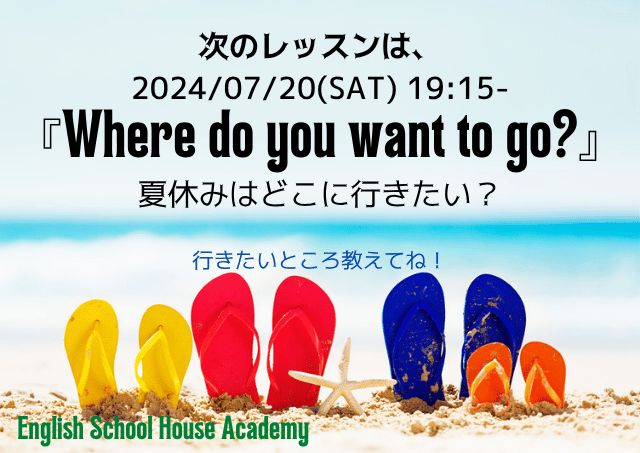 次のレッスンは、
2024/07/20(SAT) 19:15-
『Where do you want to go?』
夏休みはどこに行きたい？
行きたいところ教えてね！
English School House Academy